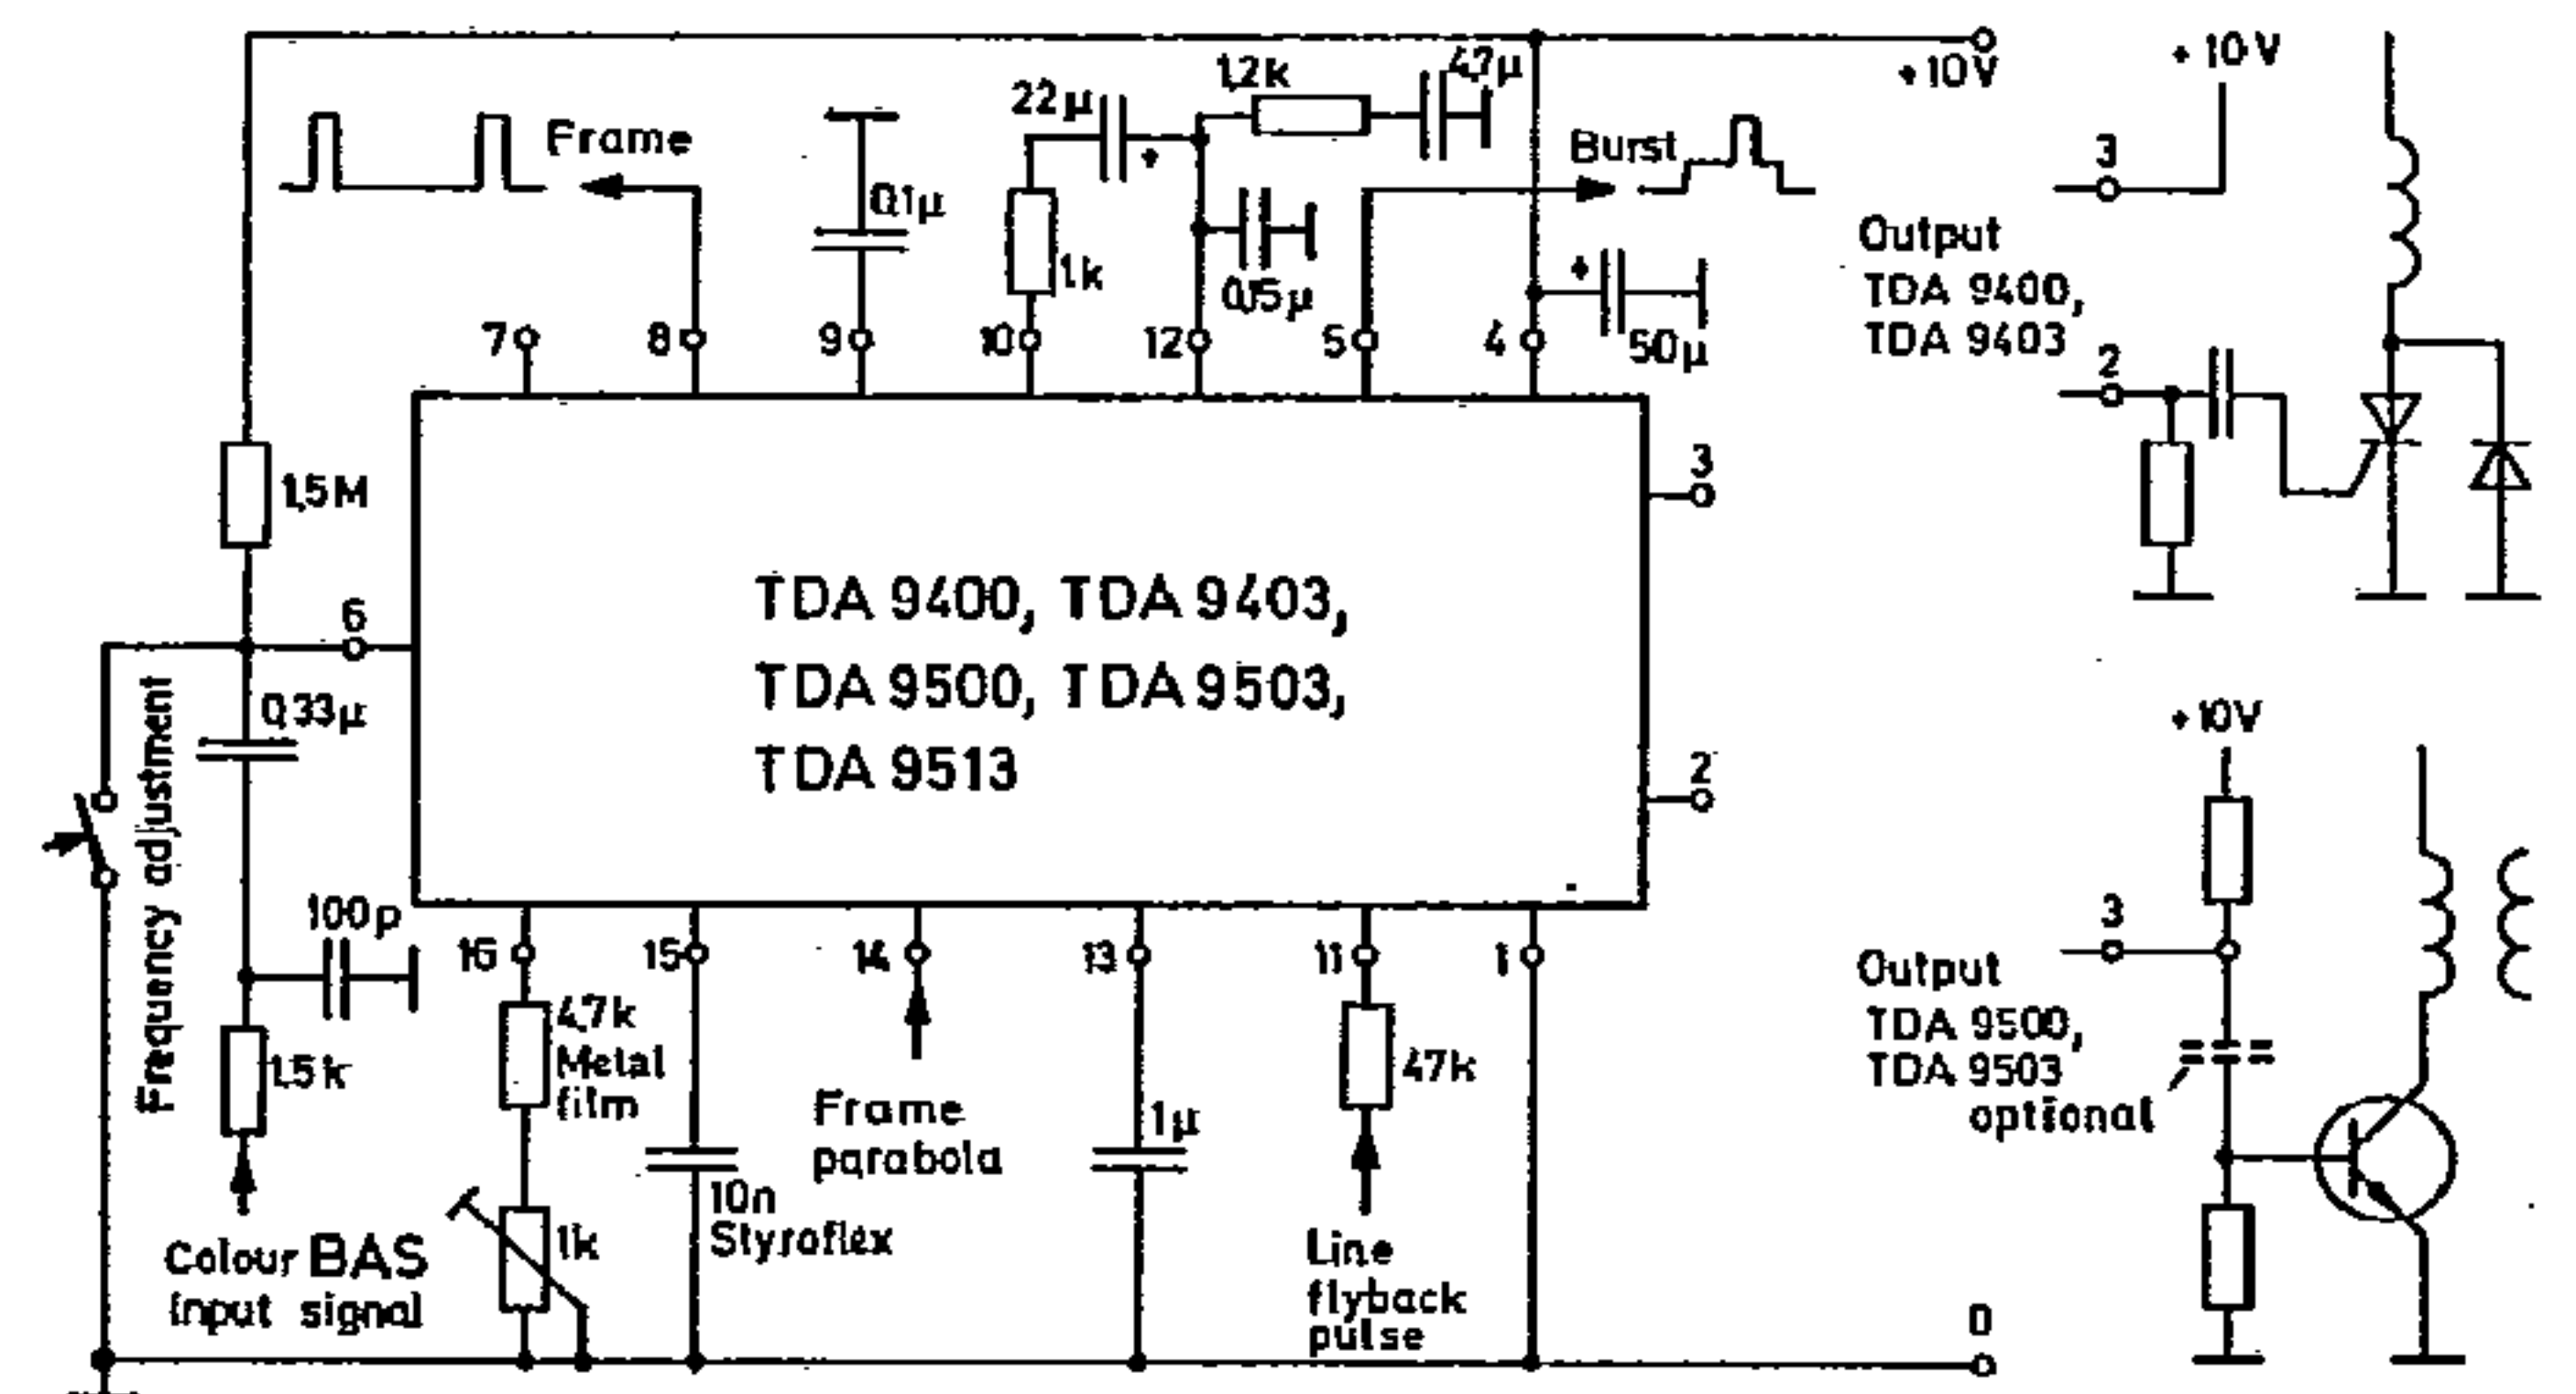 +10V
+10V
1,2k
4,7µ
22µ
Frame
Burst
3
0,1µ
1k
0,15µ
50µ
Output
TDA 9400,
TDA 9403
7
8
9
10
12
5
4
2
3
1,5M
TDA 9400, TDA 9403,
TDA 9500, TDA 9503,
TDA 9513
6
0,33µ
2
Frequency adjustment
100p
16
15
14
13
11
1
+10V
3
Output
TDA 9500,
TDA 9503
optional
1,5k
4,7k
Metal
film
Frame
parabola
1µ
47k
10n
Styroflex
1k
Colour BAS
input signal
Line
flyback
pulse
0